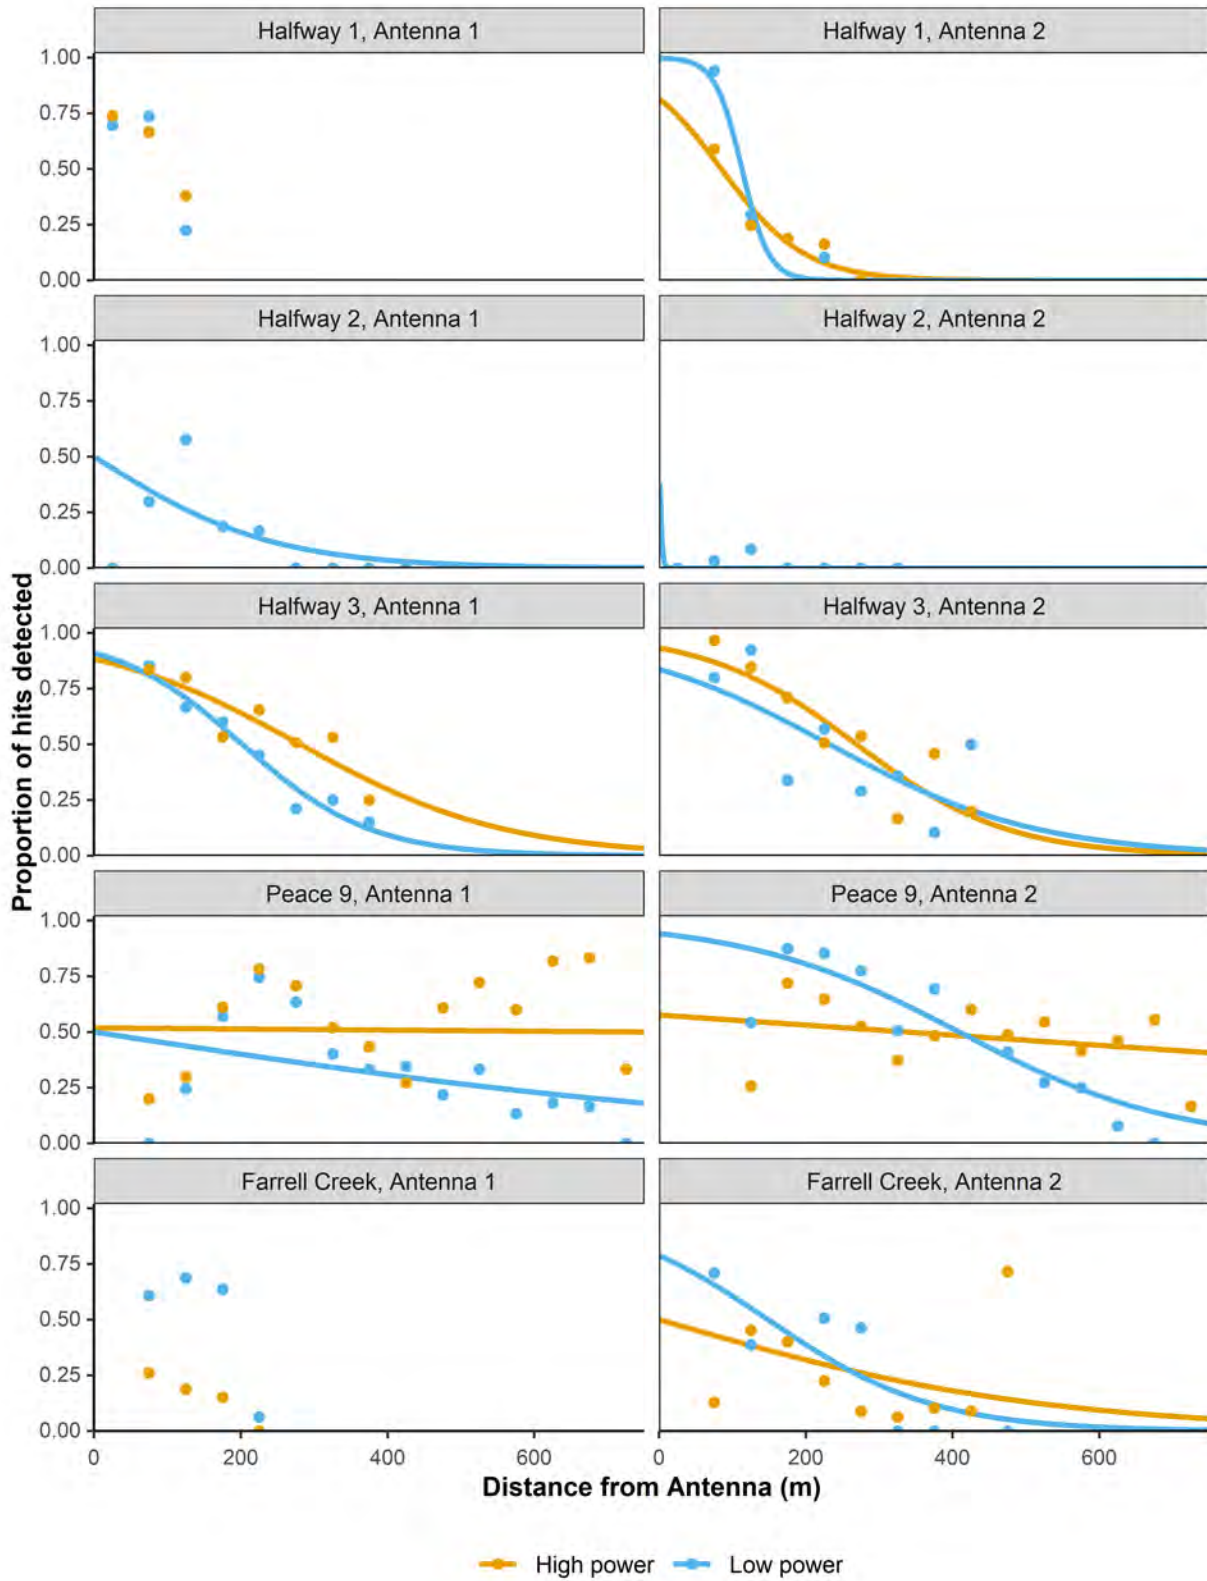 Halfway 1, Antenna 1
Halfway 1, Antenna 2
1.00
0.75
0.50
0.25
0.00
Halfway 2, Antenna 1
Halfway 2, Antenna 2
1.00
0.75
0.50
0.25
0.00
Halfway 3, Antenna 1
Halfway 3, Antenna 2
1.00
0.75
0.50
0.25
0.00
Proportion of hits detected
Peace 9, Antenna 1
Peace 9, Antenna 2
1.00
0.75
0.50
0.25
0.00
Farrell Creek, Antenna 1
Farrell Creek, Antenna 2
1.00
0.75
0.50
0.25
0.00
0 200 400 600
0 200 400 600
Distance from Antenna (m)
High power Low power